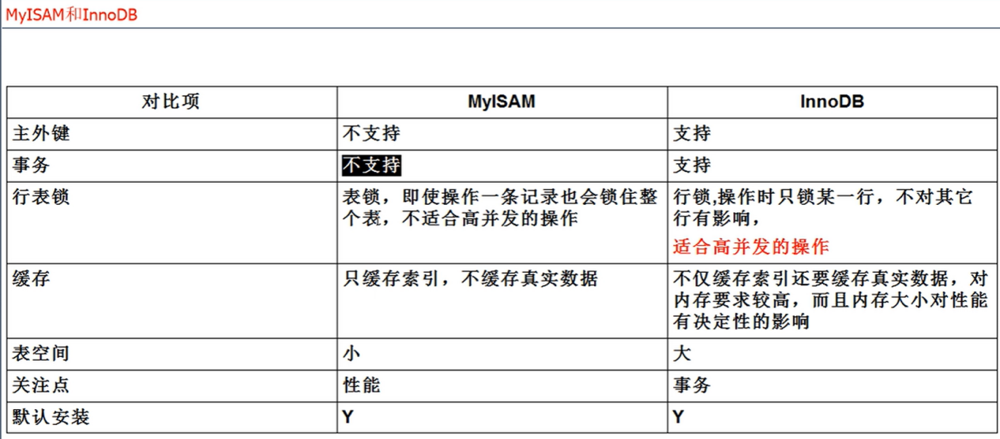 MyISAM和InnoDB
对比项 MyISAM InnoDB
主外键 不支持 支持
事务 不支持 支持
行表锁 表锁，即使操作一条记录也会锁住整 行锁,操作时只锁某一行，不对其它
个表，不适合高并发的操作 行有影响，
适合高并发的操作
缓存 只缓存索引，不缓存真实数据 不仅缓存索引还要缓存真实数据，对
内存要求较高，而且内存大小对性能
有决定性的影响
表空间 小 大
关注点 性能 事务
默认安装 Y Y